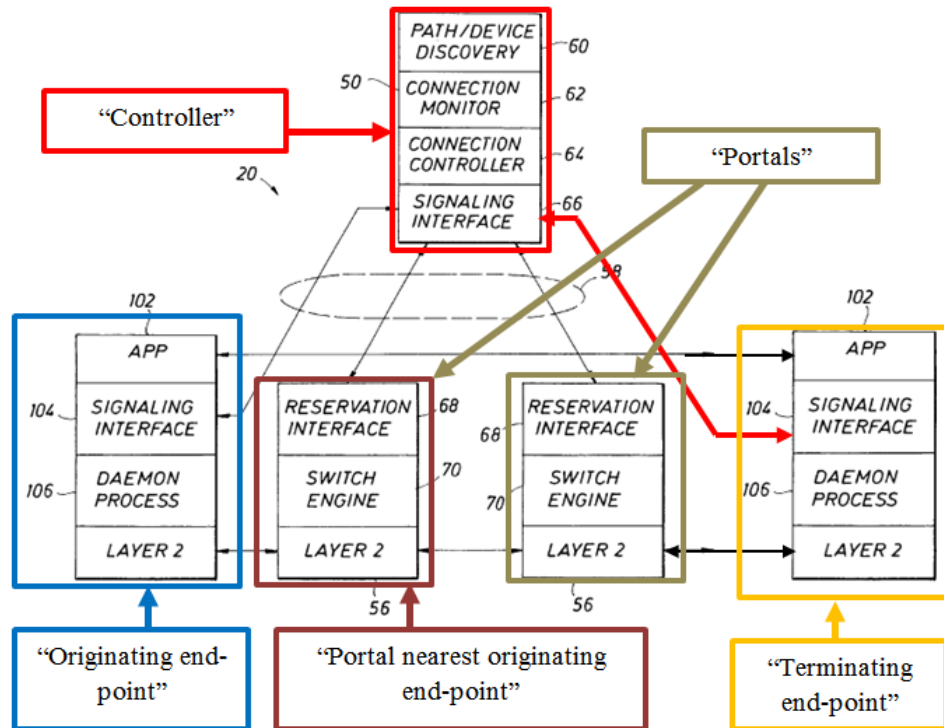 PATH/DEVICE
DISCOVERY
60
50
CONNECTION
MONITOR
62
CONNECTION
CONTROLLER
64
SIGNALING
INTERFACE
66
“Controller”
“Portals”
20
58
102
APP
104
SIGNALING
INTERFACE
106
DAEMON
PROCESS
LAYER 2
RESERVATION
INTERFACE
68
SWITCH
ENGINE
70
LAYER 2
56
RESERVATION
INTERFACE
68
SWITCH
ENGINE
70
LAYER 2
56
102
APP
104
SIGNALING
INTERFACE
106
DAEMON
PROCESS
LAYER 2
“Originating end-
point”
“Portal nearest originating
end-point”
“Terminating
end-point”